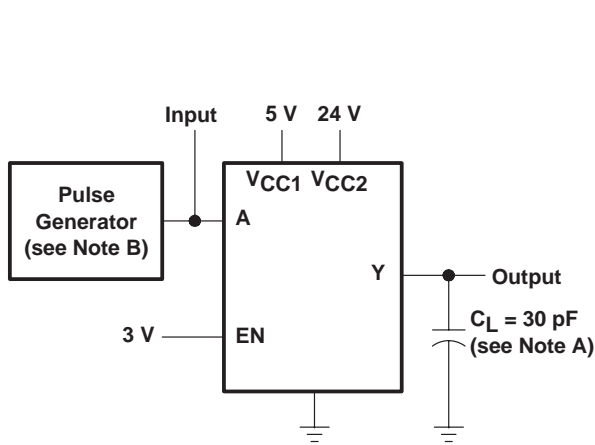 Input
5 V 24 V
VCC1 VCC2
Pulse
Generator
(see Note B)
A
Y
Output
CL = 30 pF
(see Note A)
3 V
EN